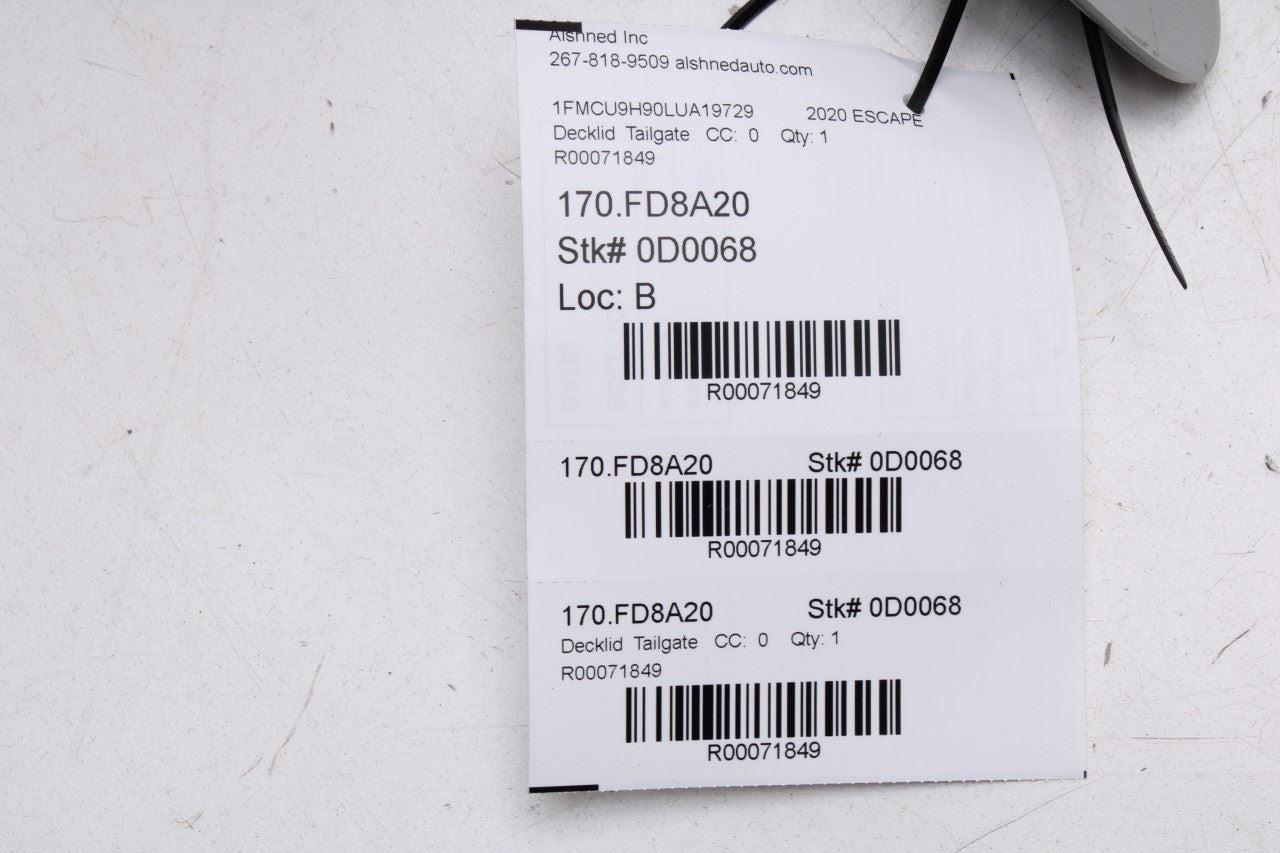 Alshned Inc
267-818-9509 alshnedauto.com
1FMCU9H90LUA19729 2020 ESCAPE
Decklid Tailgate CC: 0 Qty: 1
R00071849
170.FD8A20
Stk# 0D0068
Loc: B
R00071849
170.FD8A20 Stk# 0D0068
R00071849
170.FD8A20 Stk# 0D0068
Decklid Tailgate CC: 0 Qty: 1
R00071849
R00071849